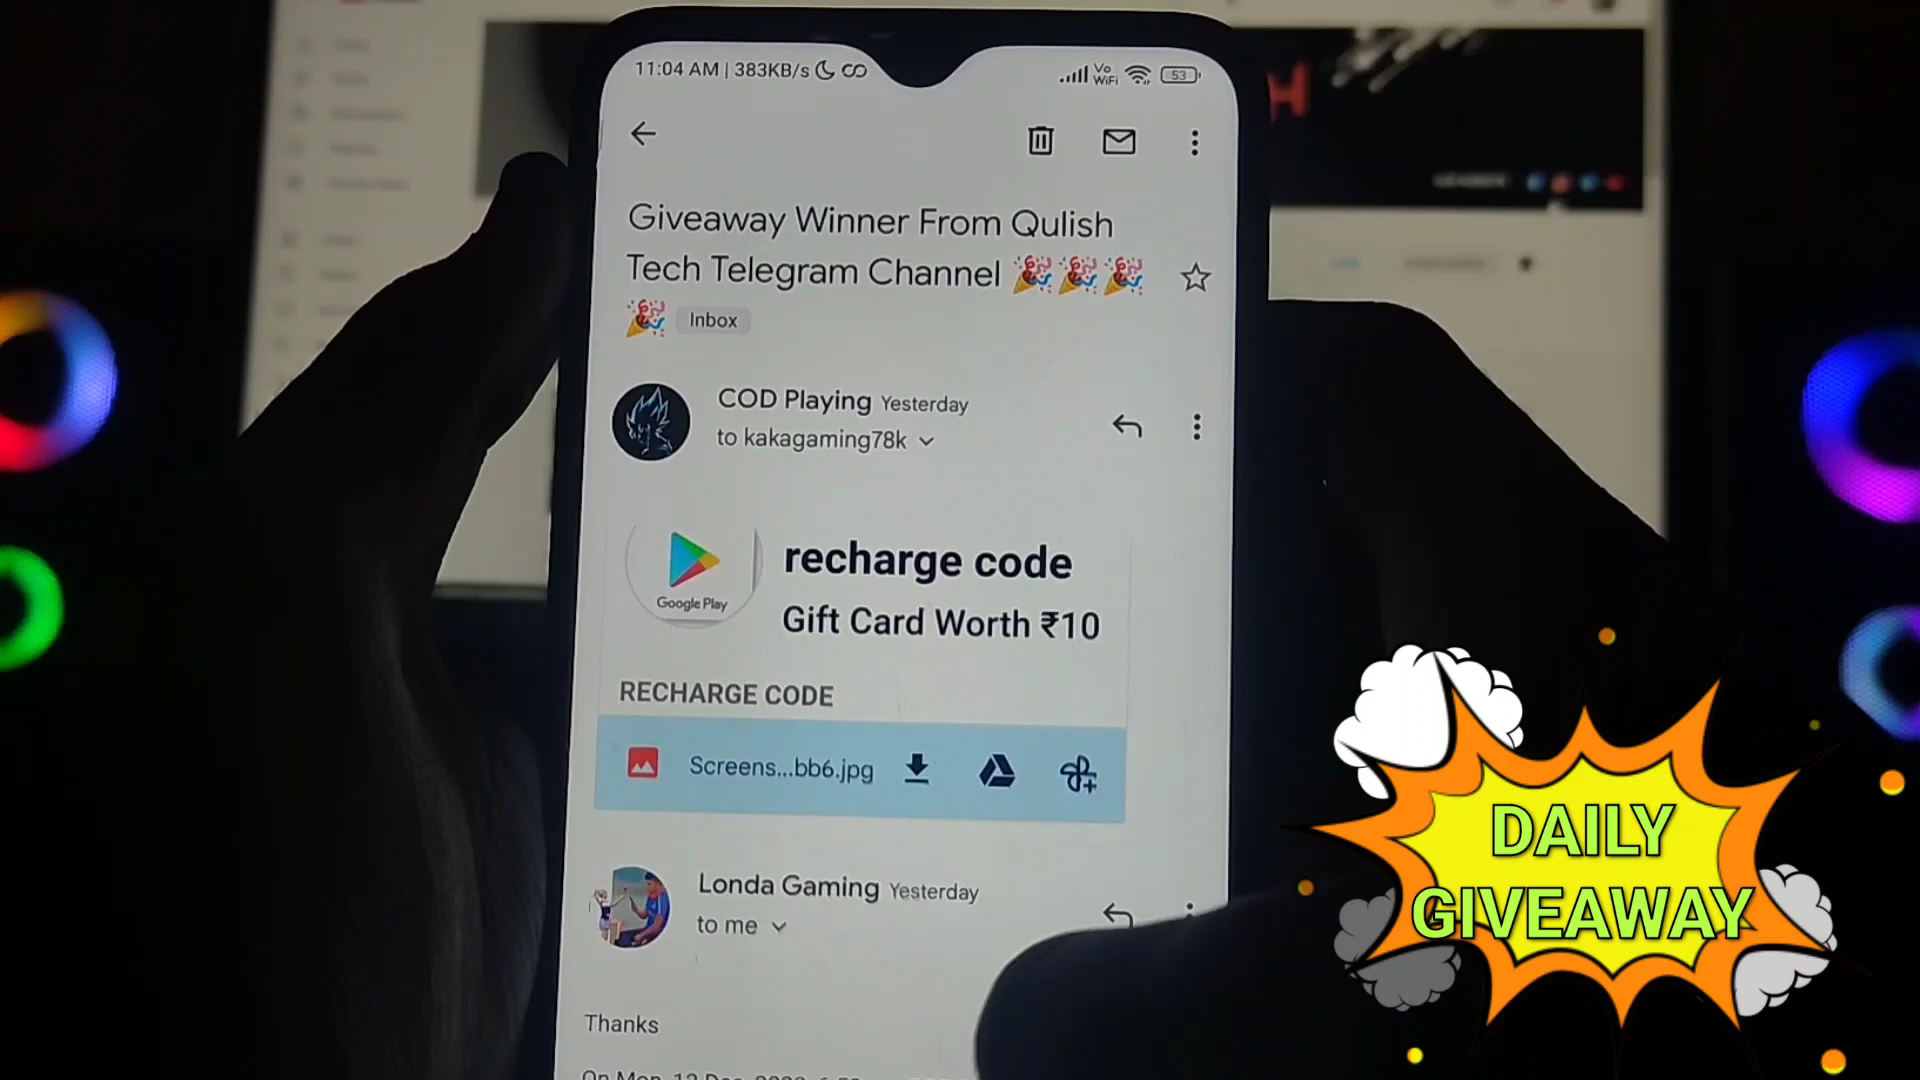 11:04 AM | 383KB/s
Vo
WiFi
53
Giveaway Winner From Qulish
Tech Telegram Channel 🎉🎉🎉
🎉 Inbox
COD Playing Yesterday
to kakagaming78k
Google Play
recharge code
Gift Card Worth ₹10
RECHARGE CODE
Screens...bb6.jpg
Londa Gaming Yesterday
to me
Thanks
DAILY
GIVEAWAY